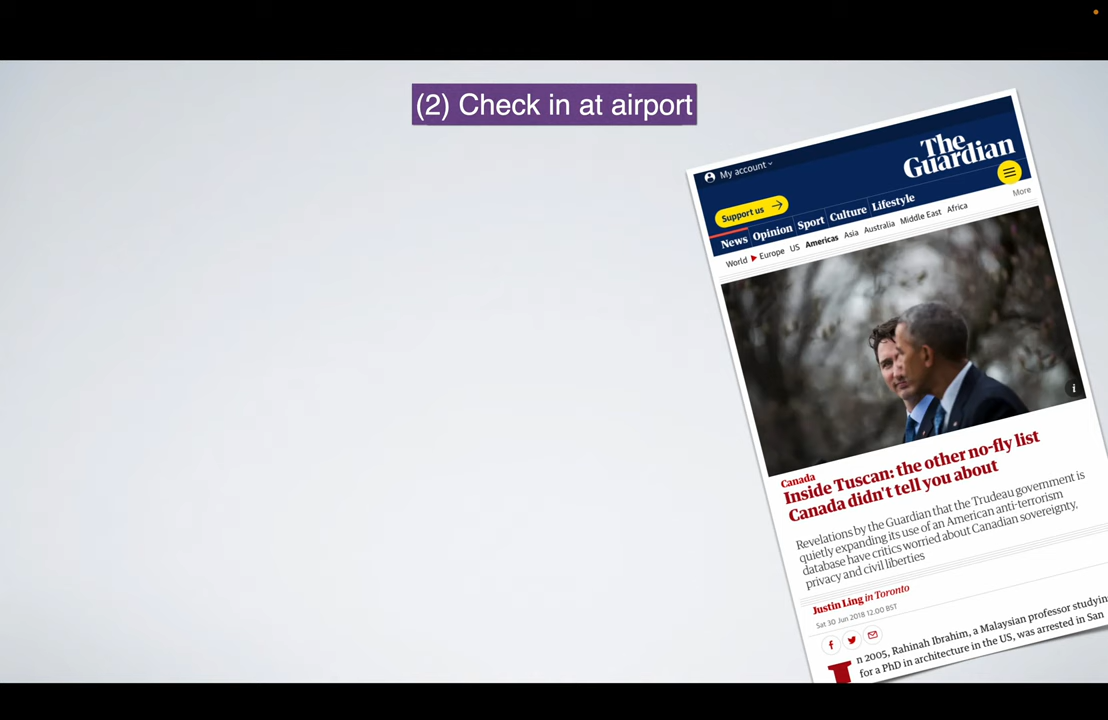 (2) Check in at airport
My account
The
Guardian
Support us
News Opinion Sport Culture Lifestyle
World Europe US Americas Asia Australia Middle East Africa More
i
Canada
Inside Tuscan: the other no-fly list
Canada didn't tell you about
Revelations by the Guardian that the Trudeau government is
quietly expanding its use of an American anti-terrorism
database have critics worried about Canadian sovereignty,
privacy and civil liberties
Justin Ling in Toronto
Sat 30 Jun 2018 12.00 BST
In 2005, Rahinah Ibrahim, a Malaysian professor studying
for a PhD in architecture in the US, was arrested in San